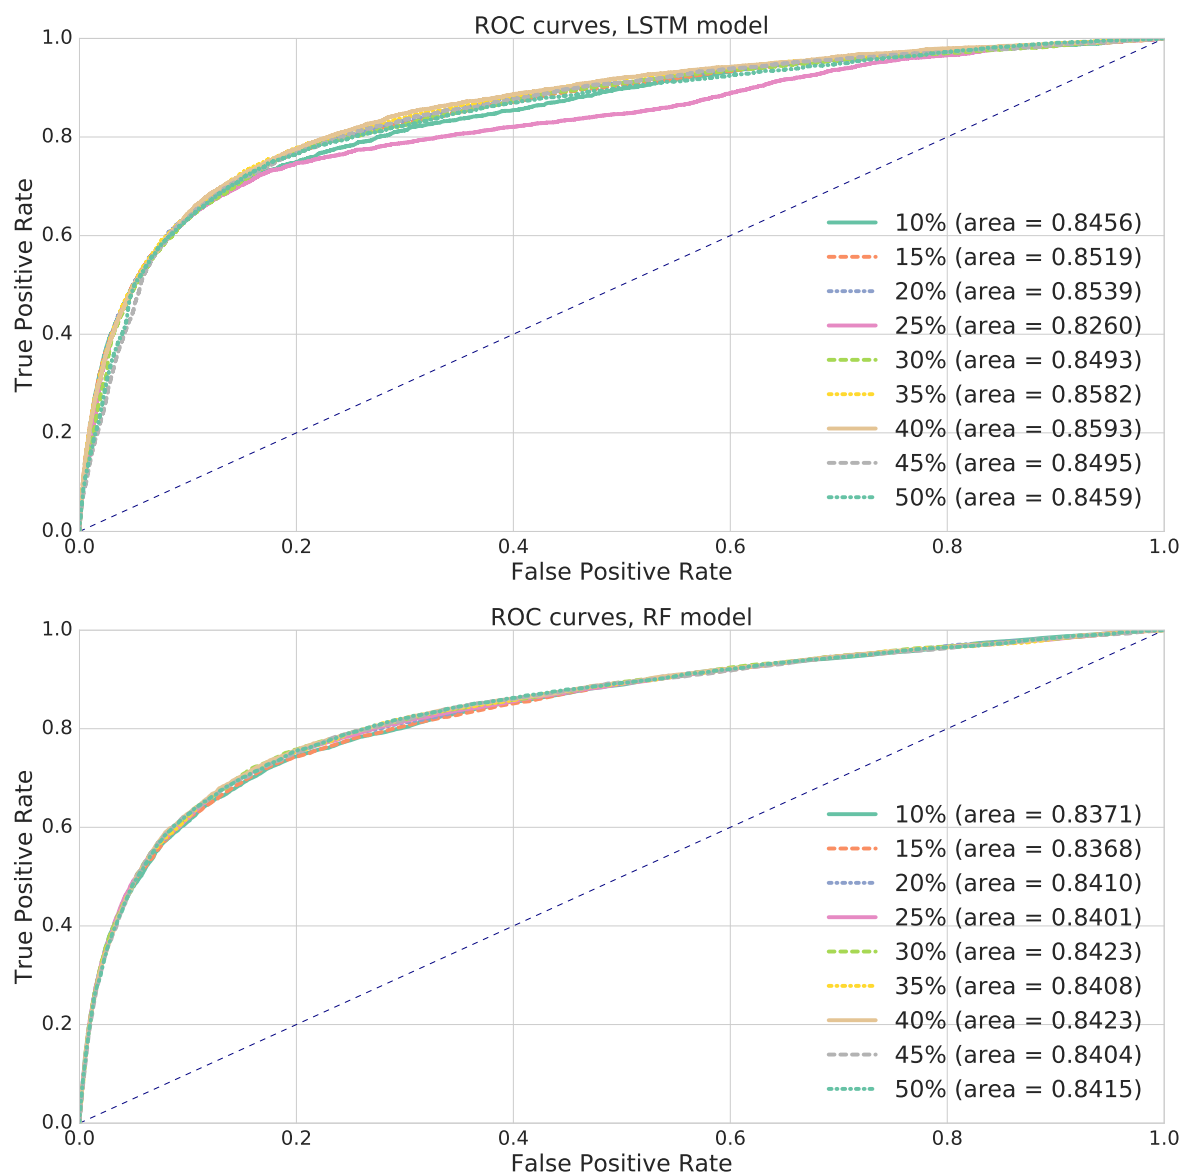 ROC curves, LSTM model
1.0
0.8
0.6
0.4
0.2
0.0
True Positive Rate
10% (area = 0.8456)
15% (area = 0.8519)
20% (area = 0.8539)
25% (area = 0.8260)
30% (area = 0.8493)
35% (area = 0.8582)
40% (area = 0.8593)
45% (area = 0.8495)
50% (area = 0.8459)
0.0 0.2 0.4 0.6 0.8 1.0
False Positive Rate
ROC curves, RF model
1.0
0.8
0.6
0.4
0.2
0.0
True Positive Rate
10% (area = 0.8371)
15% (area = 0.8368)
20% (area = 0.8410)
25% (area = 0.8401)
30% (area = 0.8423)
35% (area = 0.8408)
40% (area = 0.8423)
45% (area = 0.8404)
50% (area = 0.8415)
0.0 0.2 0.4 0.6 0.8 1.0
False Positive Rate